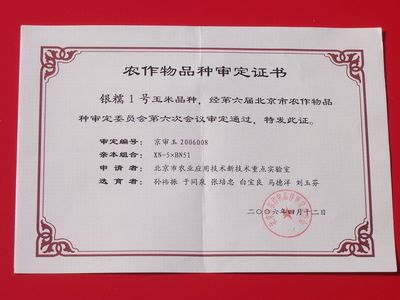 农作物品种审定证书
银糯1号玉米品种，经第六届北京市农作物品
种审定委员会第六次会议审定通过，特发此证。
审定编号： 京审玉 2006008
亲本组合： XN-5×BN51
申请者： 北京市农业应用技术新技术重点实验室
选育者： 孙祎振 于同泉 张培忠 白宝良 马德洋 刘玉芬
二〇〇六年四月十二日